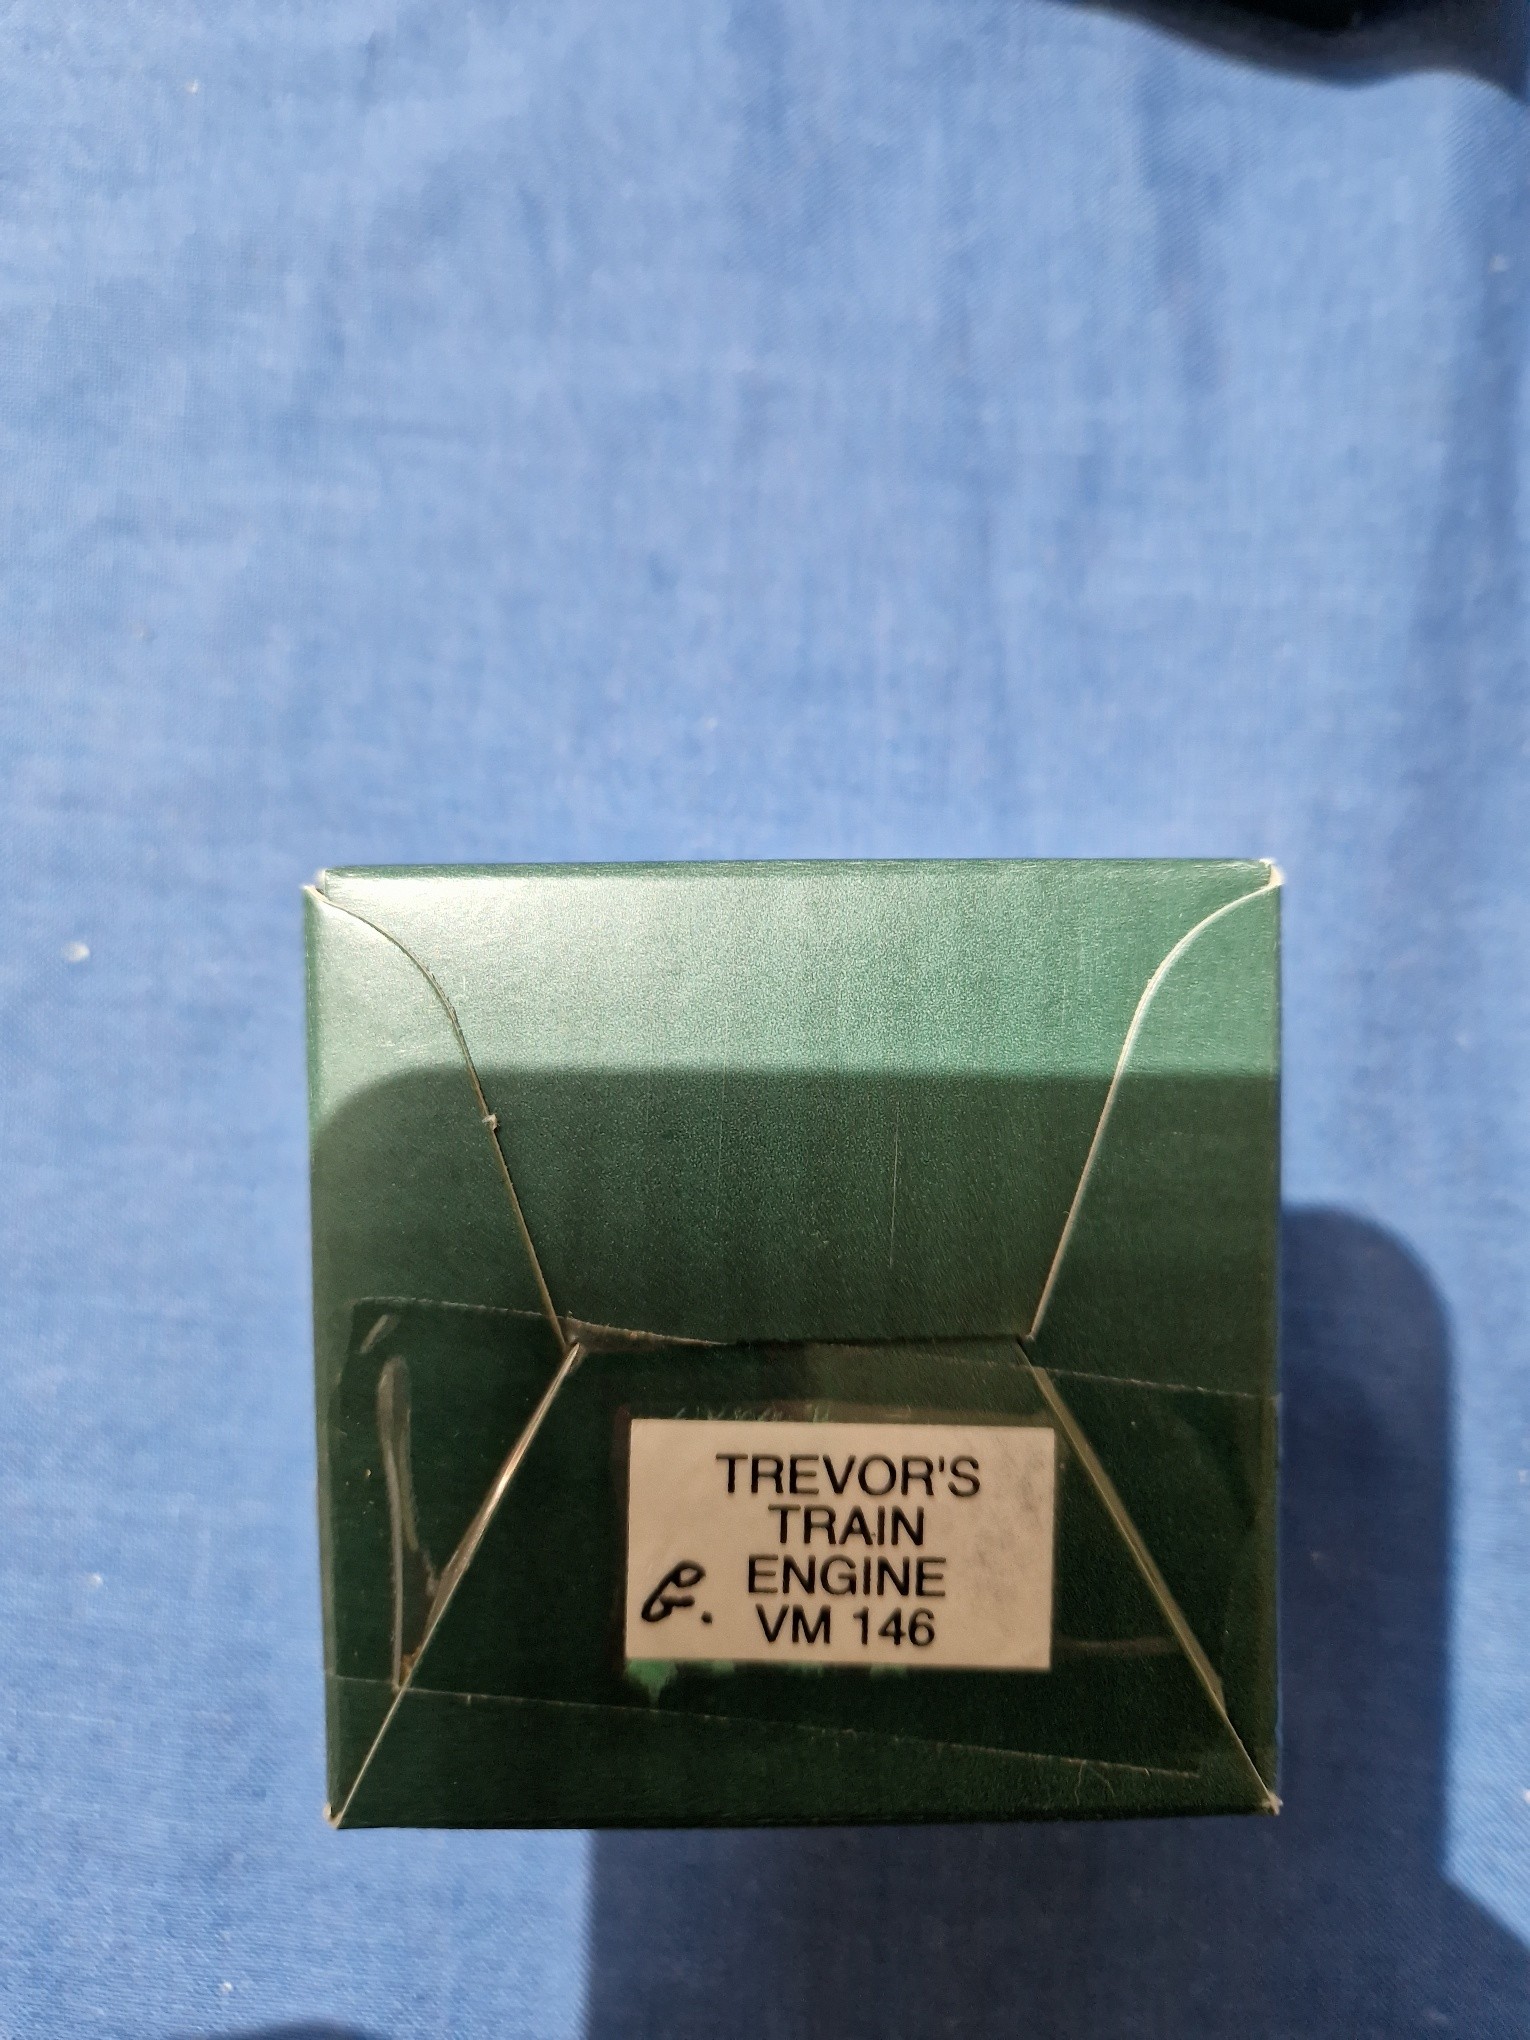 TREVOR'S
TRAIN
ENGINE
VM 146